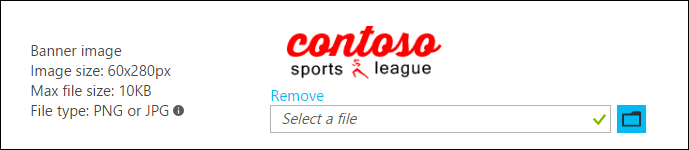 Banner image
Image size: 60x280px
Max file size: 10KB
File type: PNG or JPG
contoso
sports league
Remove
Select a file